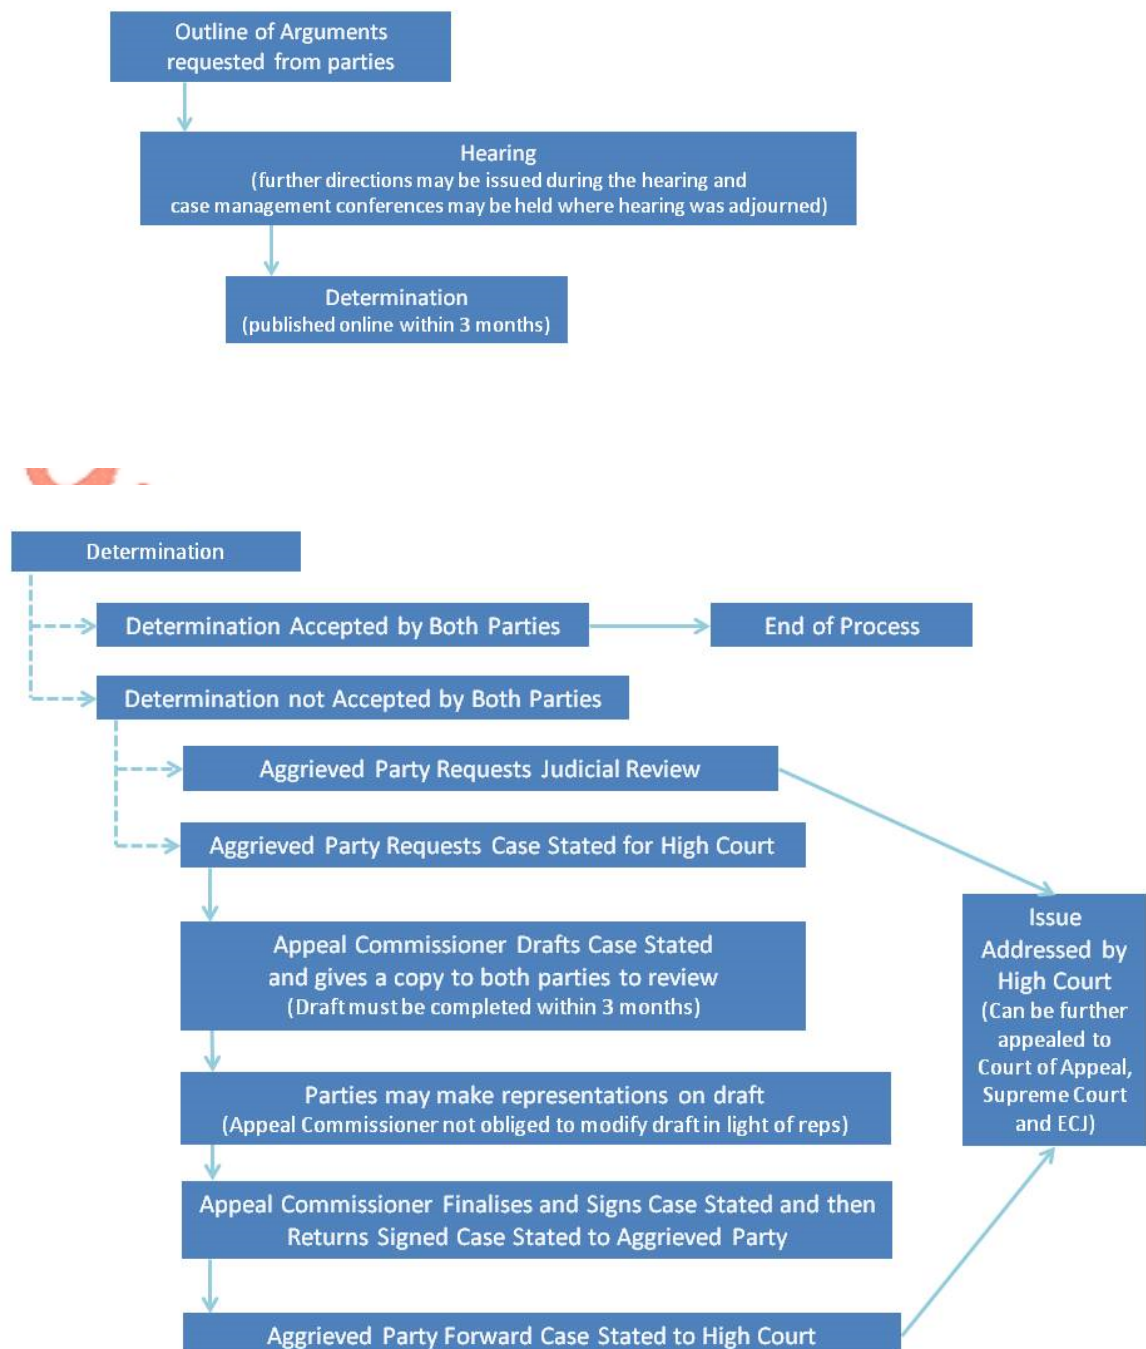 Outline of Arguments
requested from parties
Hearing
(further directions may be issued during the hearing and
case management conferences may be held where hearing was adjourned)
Determination
(published online within 3 months)
Determination
Determination Accepted by Both Parties
End of Process
Determination not Accepted by Both Parties
Aggrieved Party Requests Judicial Review
Aggrieved Party Requests Case Stated for High Court
Appeal Commissioner Drafts Case Stated
and gives a copy to both parties to review
(Draft must be completed within 3 months)
Parties may make representations on draft
(Appeal Commissioner not obliged to modify draft in light of reps)
Appeal Commissioner Finalises and Signs Case Stated and then
Returns Signed Case Stated to Aggrieved Party
Aggrieved Party Forward Case Stated to High Court
Issue
Addressed by
High Court
(Can be further
appealed to
Court of Appeal,
Supreme Court
and ECJ)